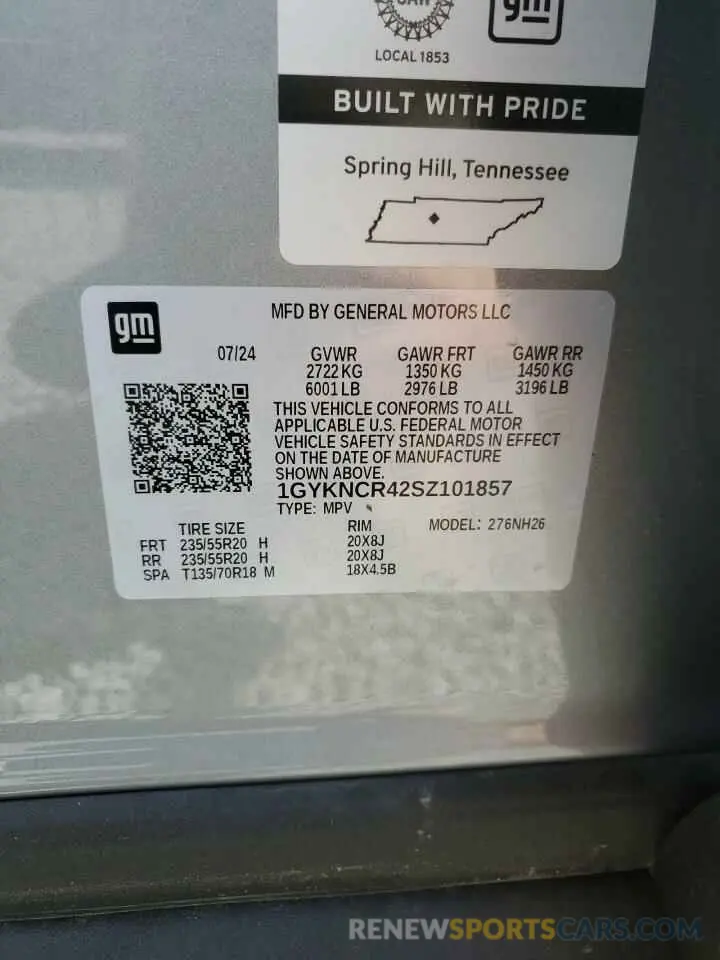 UAW
LOCAL 1853
gm
BUILT WITH PRIDE
Spring Hill, Tennessee
gm
MFD BY GENERAL MOTORS LLC
07/24 GVWR GAWR FRT GAWR RR
2722 KG 1350 KG 1450 KG
6001 LB 2976 LB 3196 LB
THIS VEHICLE CONFORMS TO ALL
APPLICABLE U.S. FEDERAL MOTOR
VEHICLE SAFETY STANDARDS IN EFFECT
ON THE DATE OF MANUFACTURE
SHOWN ABOVE.
1GYKNCR42SZ101857
TYPE: MPV
TIRE SIZE RIM MODEL: 276NH26
FRT 235/55R20 H 20X8J
RR 235/55R20 H 20X8J
SPA T135/70R18 M 18X4.5B
RENEWSPORTSCARS.COM